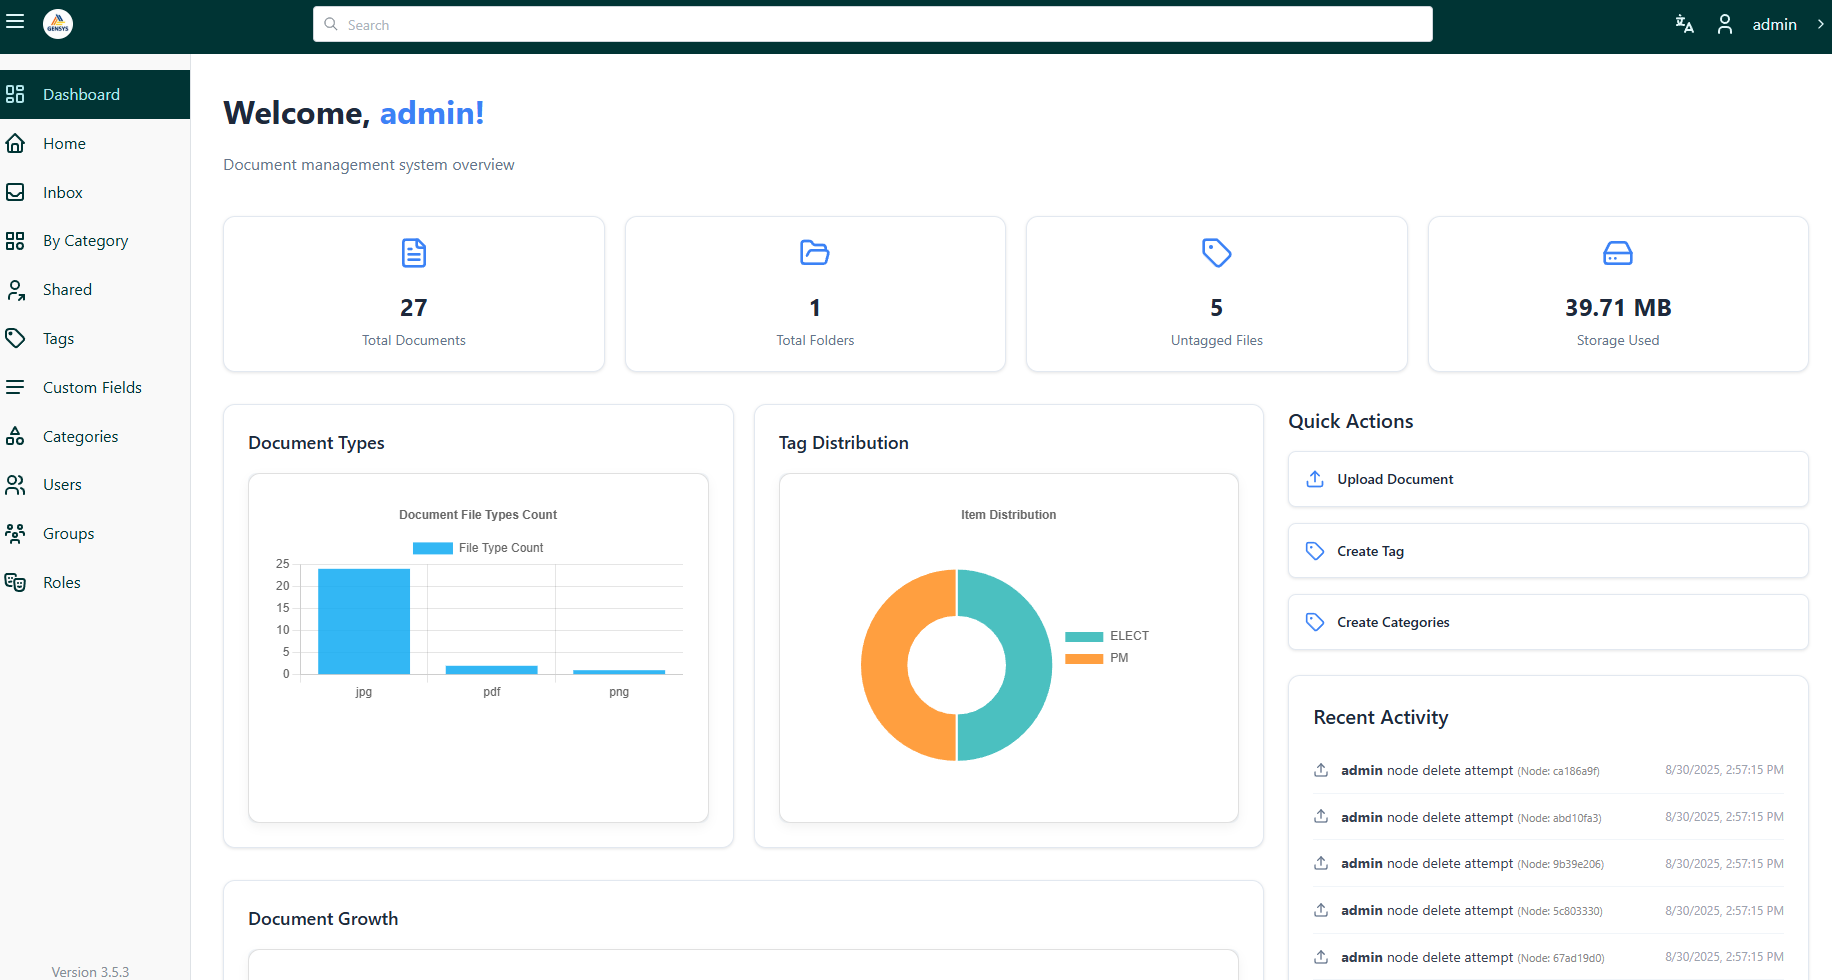 GENSYS
Search
admin
Dashboard
Home
Inbox
By Category
Shared
Tags
Custom Fields
Categories
Users
Groups
Roles
Version 3.5.3
Welcome, admin!
Document management system overview
27
Total Documents
1
Total Folders
5
Untagged Files
39.71 MB
Storage Used
Document Types
Document File Types Count
File Type Count
25
20
15
10
5
0
jpg pdf png
Tag Distribution
Item Distribution
ELECT
PM
Quick Actions
Upload Document
Create Tag
Create Categories
Recent Activity
admin node delete attempt (Node: ca186a9f) 8/30/2025, 2:57:15 PM
admin node delete attempt (Node: abd10fa3) 8/30/2025, 2:57:15 PM
admin node delete attempt (Node: 9b39e206) 8/30/2025, 2:57:15 PM
admin node delete attempt (Node: 5c803330) 8/30/2025, 2:57:15 PM
admin node delete attempt (Node: 67ad19d0) 8/30/2025, 2:57:15 PM
Document Growth